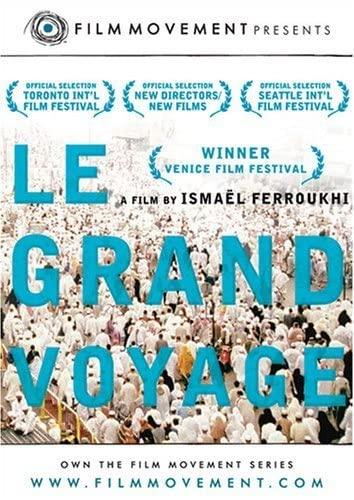 FILM MOVEMENT PRESENTS
OFFICIAL SELECTION
TORONTO INT'L
FILM FESTIVAL
OFFICIAL SELECTION
NEW DIRECTORS/
NEW FILMS
OFFICIAL SELECTION
SEATTLE INT'L
FILM FESTIVAL
WINNER
VENICE FILM FESTIVAL
LE
A FILM BY ISMAËL FERROUKHI
GRAND
VOYAGE
OWN THE FILM MOVEMENT SERIES
WWW.FILMMOVEMENT.COM